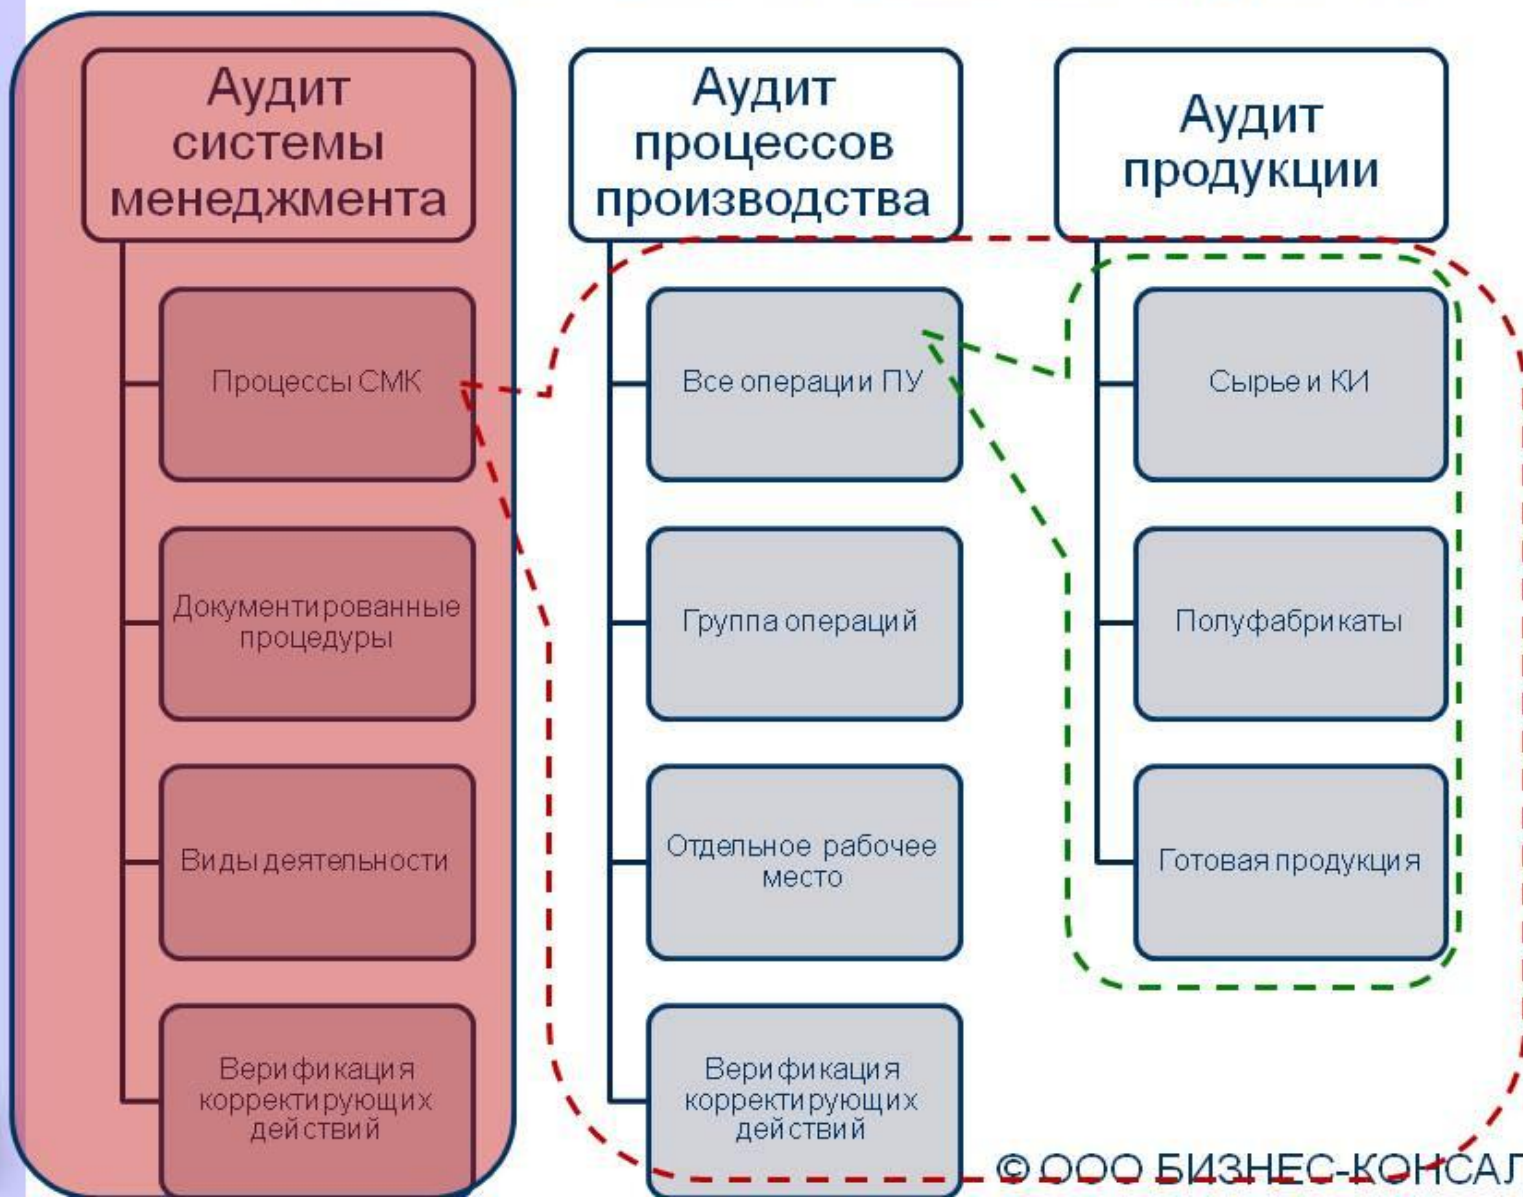 Аудит
системы
менеджмента
Процессы СМК
Документированные
процедуры
Виды деятельности
Верификация
корректирующих
действий
Аудит
процессов
производства
Все операции ПУ
Группа операций
Отдельное рабочее
место
Верификация
корректирующих
действий
Аудит
продукции
Сырье и КИ
Полуфабрикаты
Готовая продукция
© ООО БИЗНЕС-КОНСАЛ